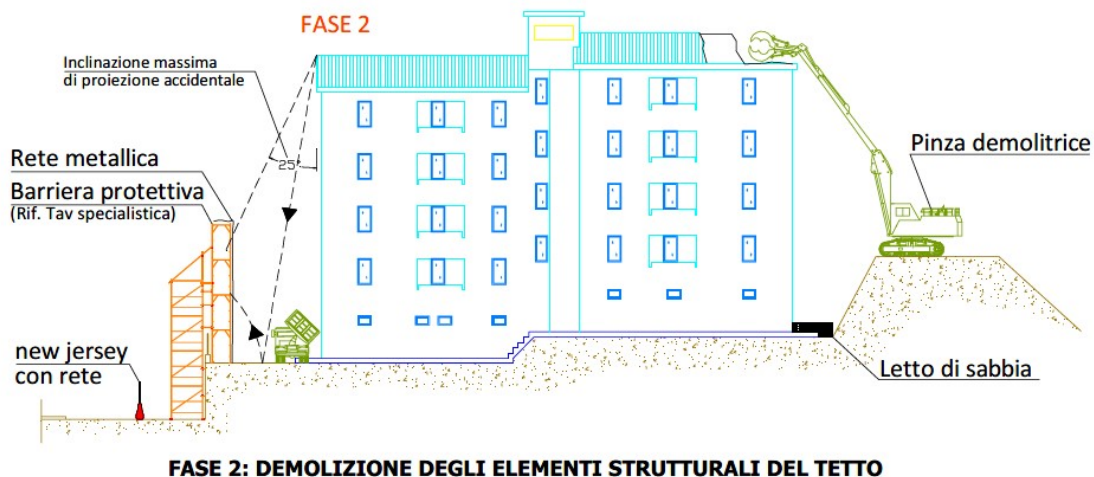 FASE 2
Inclinazione massima
di proiezione accidentale
25°
Rete metallica
Barriera protettiva
(Rif. Tav specialistica)
Pinza demolitrice
new jersey
con rete
Letto di sabbia
FASE 2: DEMOLIZIONE DEGLI ELEMENTI STRUTTURALI DEL TETTO